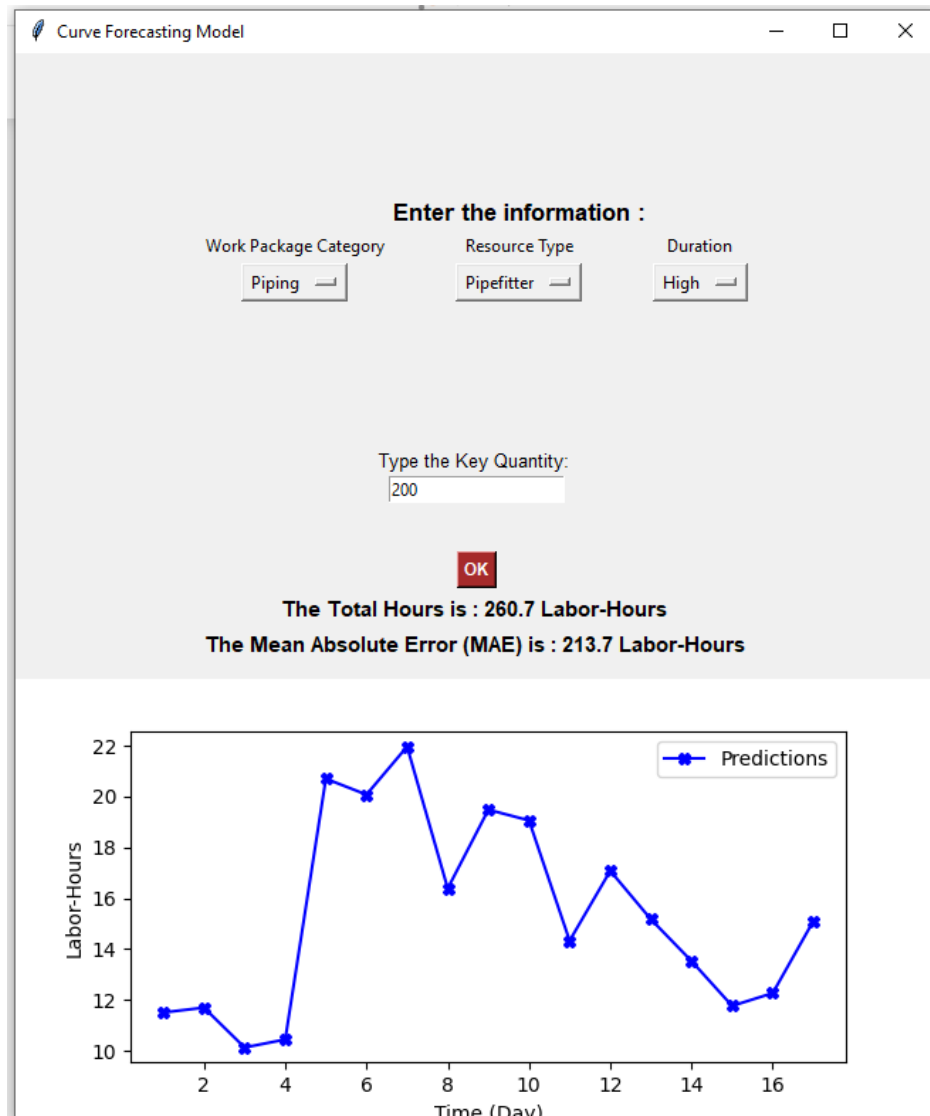 Curve Forecasting Model
Enter the information :
Work Package Category Resource Type Duration
Piping Pipefitter High
Type the Key Quantity:
200
OK
The Total Hours is : 260.7 Labor-Hours
The Mean Absolute Error (MAE) is : 213.7 Labor-Hours
Predictions
22
20
18
16
14
12
10
Labor-Hours
2 4 6 8 10 12 14 16
Time (Day)